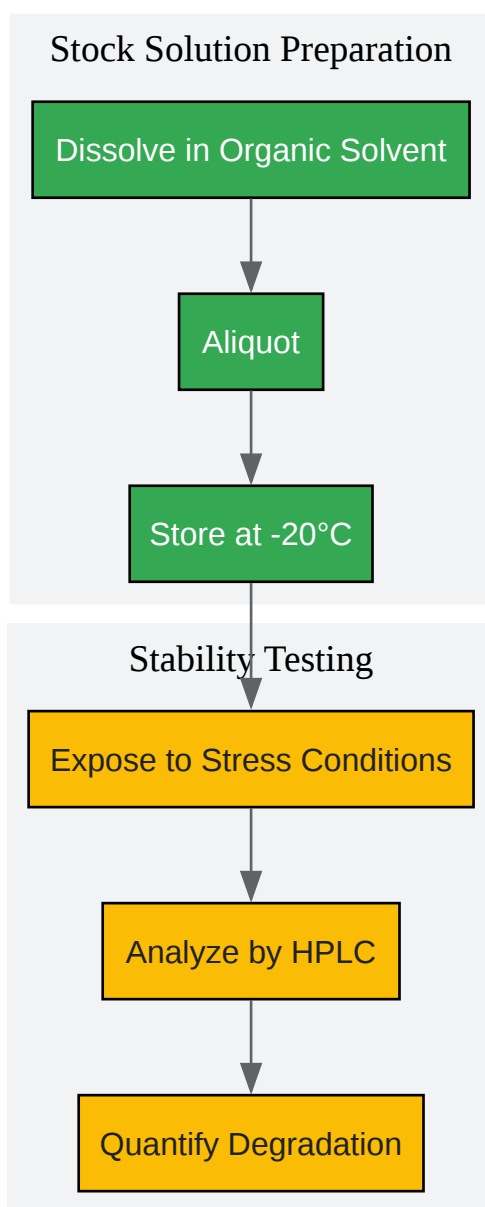 Stock Solution Preparation
Dissolve in Organic Solvent
Aliquot
Store at -20°C
Stability Testing
Expose to Stress Conditions
Analyze by HPLC
Quantify Degradation